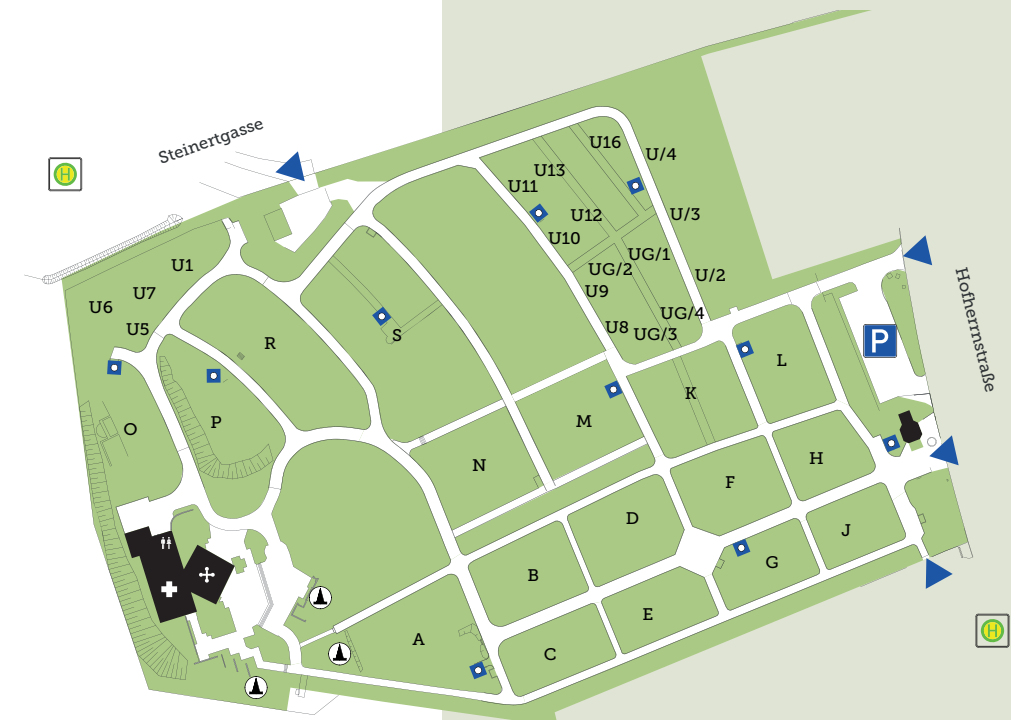 Steinertgasse
H
U16
U/4
U13
U11
U12
U/3
U10
UG/1
U1
UG/2
U/2
U7
U9
U6
UG/4
U5
U8
UG/3
S
R
P
L
K
P
O
M
N
H
F
D
J
G
B
E
A
C
Hofherrnstraße
H